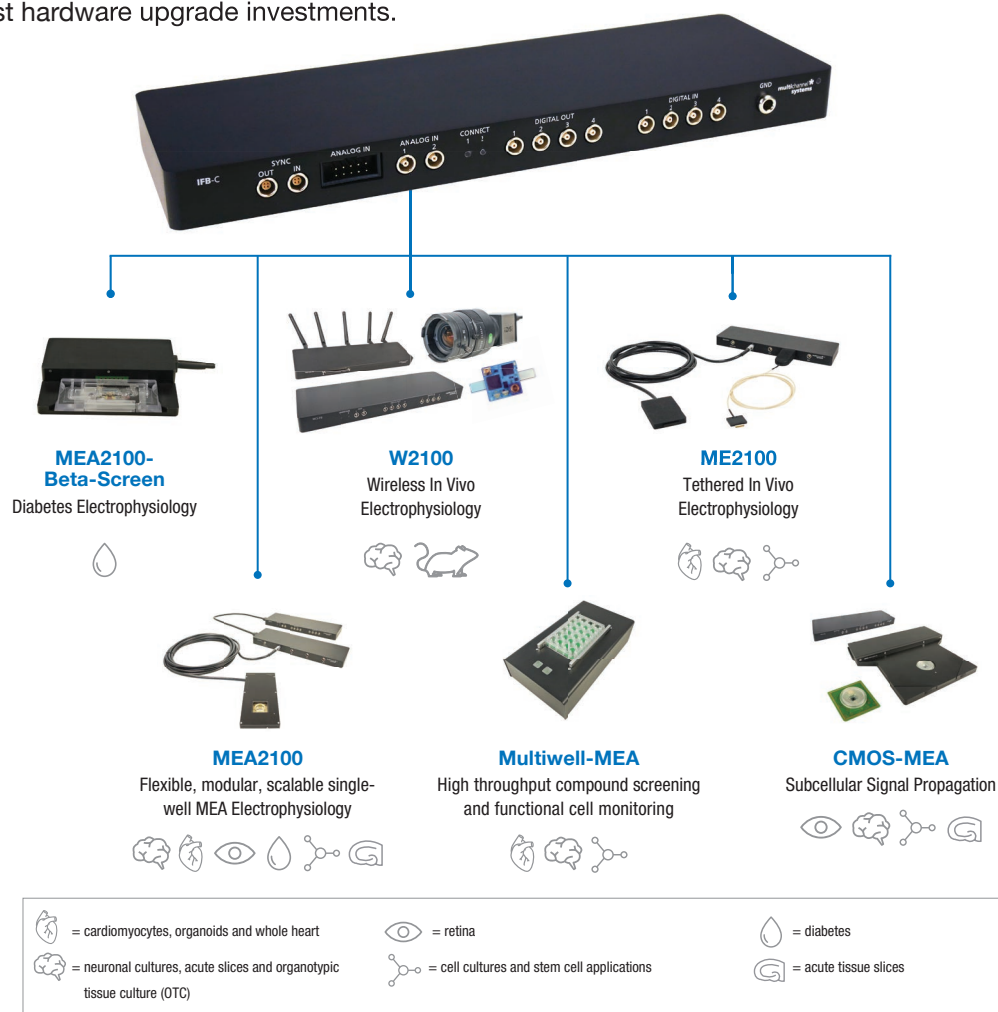 st hardware upgrade investments.
IFB-C
SYNC
OUT IN
ANALOG IN
ANALOG IN
1 2
CONNECT
1 2
DIGITAL OUT
1 2 3 4
DIGITAL IN
1 2 3 4
GND
multichannel systems
MEA2100-
Beta-Screen
Diabetes Electrophysiology
W2100
Wireless In Vivo
Electrophysiology
ME2100
Tethered In Vivo
Electrophysiology
MEA2100
Flexible, modular, scalable single-
well MEA Electrophysiology
Multiwell-MEA
High throughput compound screening
and functional cell monitoring
CMOS-MEA
Subcellular Signal Propagation
= cardiomyocytes, organoids and whole heart
= neuronal cultures, acute slices and organotypic
tissue culture (OTC)
= retina
= cell cultures and stem cell applications
= diabetes
= acute tissue slices